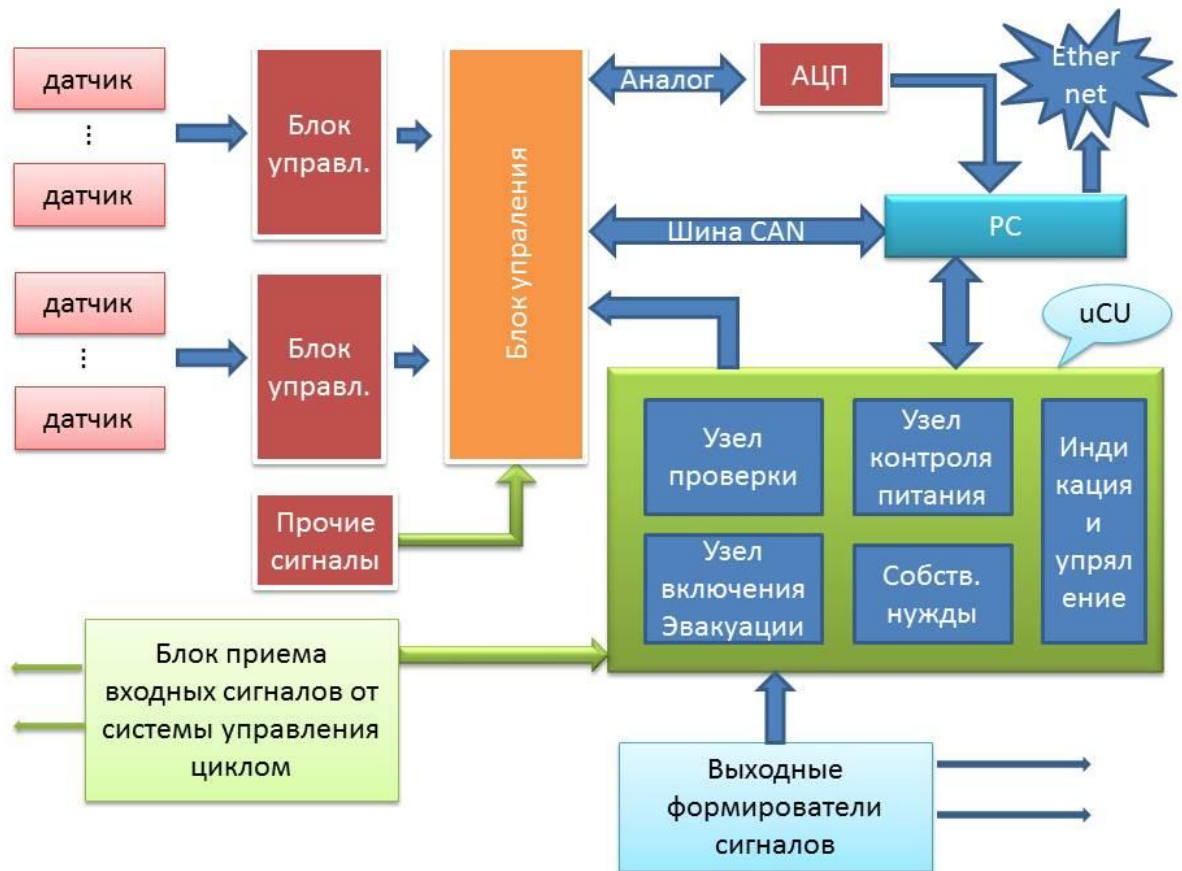 датчик
⋮
датчик
Блок
управл.
датчик
⋮
датчик
Блок
управл.
Прочие
сигналы
Блок упраления
Аналог
АЦП
Ether
net
Шина CAN
PC
uCU
Узел
проверки
Узел
контроля
питания
Инди
кация
и
упрял
ение
Узел
включения
Эвакуации
Собств.
нужды
Блок приема
входных сигналов от
системы управления
циклом
Выходные
формирователи
сигналов